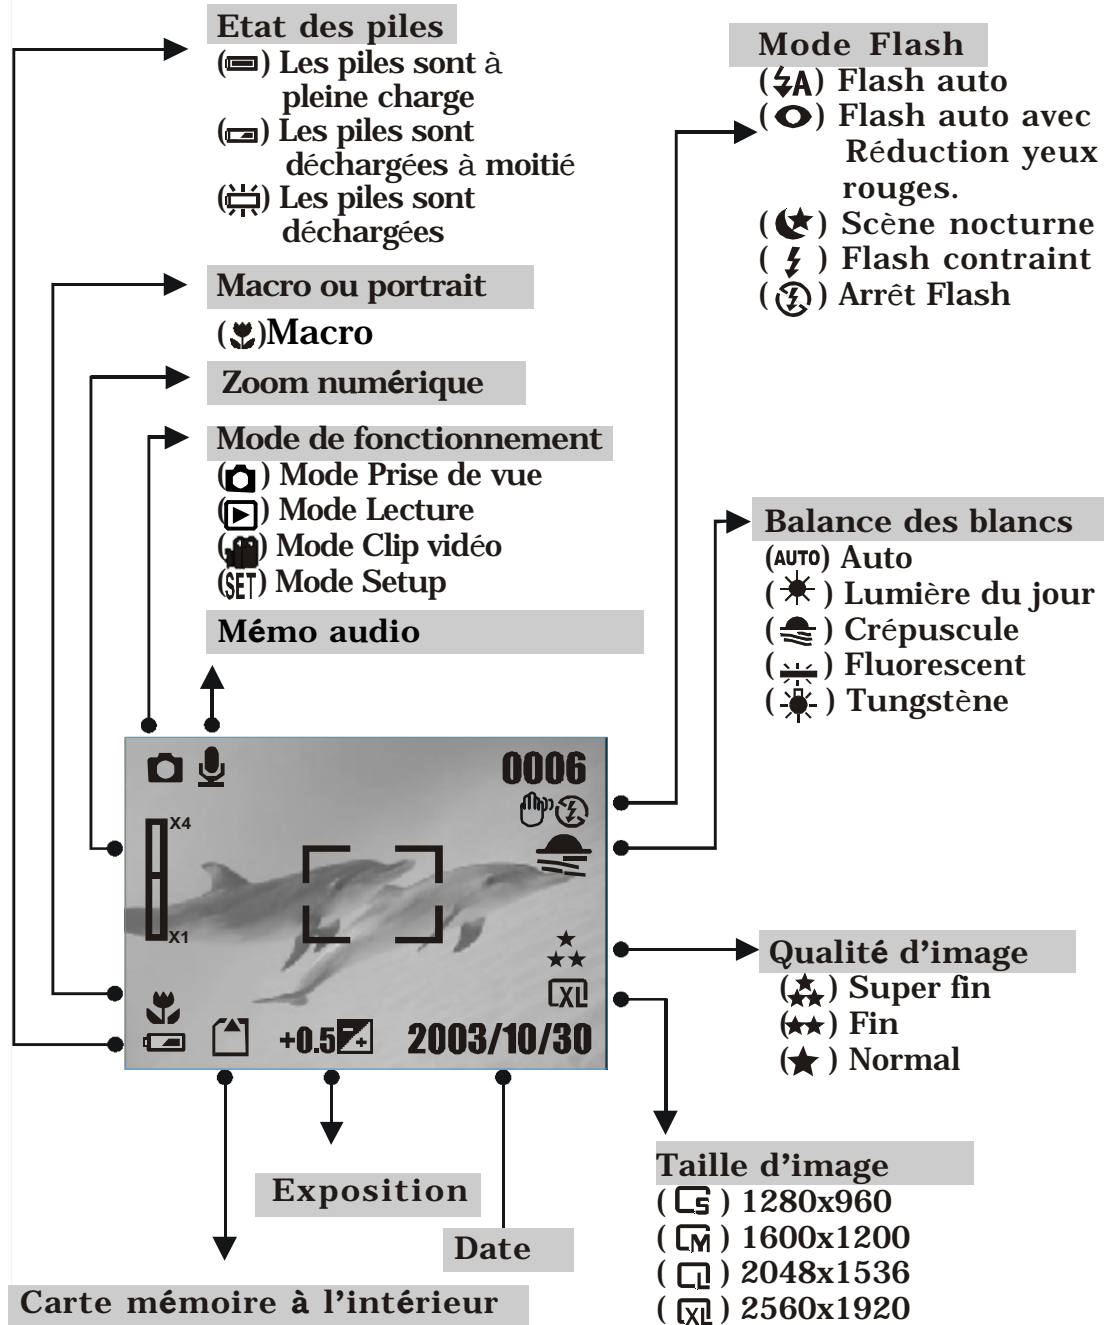 Etat des piles
() Les piles sont à
pleine charge
() Les piles sont
déchargées à moitié
() Les piles sont
déchargées
Macro ou portrait
()Macro
Zoom numérique
Mode de fonctionnement
() Mode Prise de vue
() Mode Lecture
() Mode Clip vidéo
(SET) Mode Setup
Mémo audio
Mode Flash
(A) Flash auto
() Flash auto avec
Réduction yeux
rouges.
() Scène nocturne
() Flash contraint
() Arrêt Flash
Balance des blancs
(AUTO) Auto
() Lumière du jour
() Crépuscule
() Fluorescent
() Tungstène
0006
X4
X1
XL
+0.5
2003/10/30
Qualité d'image
() Super fin
() Fin
() Normal
Taille d'image
(S) 1280x960
(M) 1600x1200
(L) 2048x1536
(XL) 2560x1920
Exposition
Date
Carte mémoire à l'intérieur